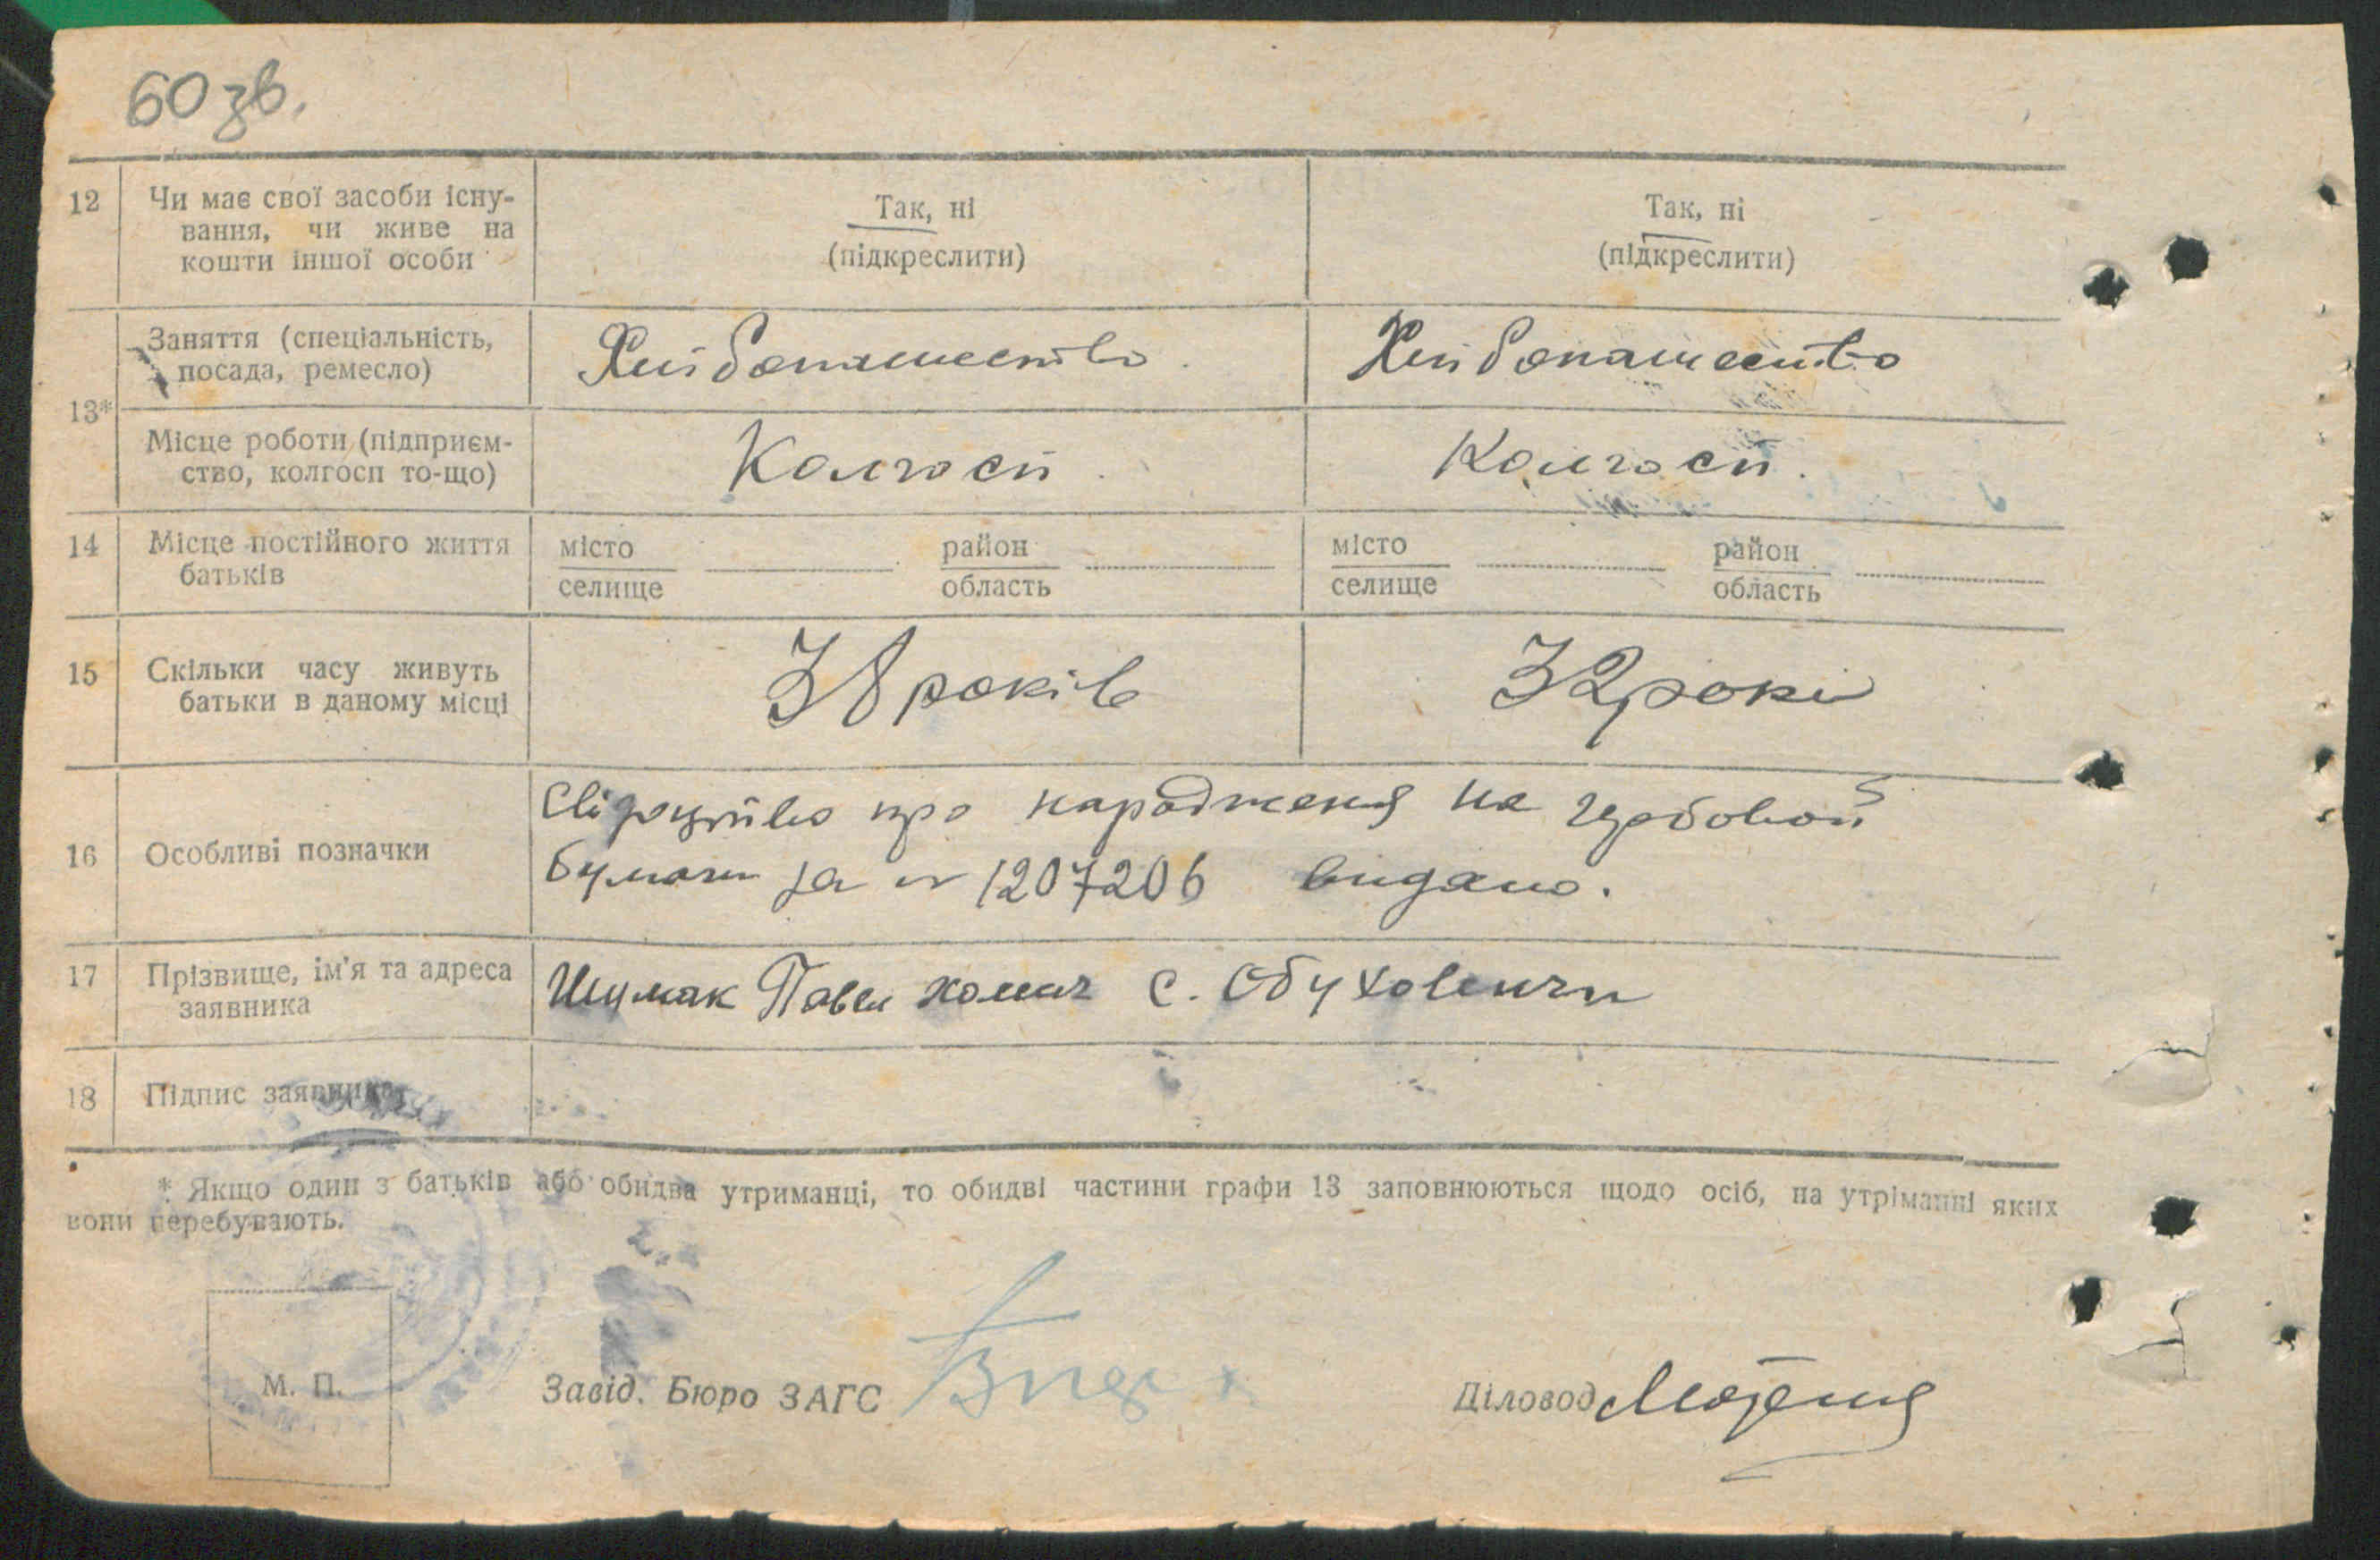 60 зв.
12 Чи має свої засоби існу- Так, ні Так, ні
вання, чи живе на
кошти іншої особи (підкреслити) (підкреслити)
Заняття (спеціальність, Хлібопашество Хлібопашество
посада, ремесло)
13*
Місце роботи (підприєм- Колгосп Колгосп.
ство, колгосп то-що)
14 Місце постійного життя місто район місто район
батьків селище область селище область
15 Скільки часу живуть 38 років 32 роки
батьки в даному місці
Свідоцтво про народженя на гербовой
16 Особливі позначки
бумаги за № 1207206 видано.
17 Прізвище, ім'я та адреса Шумак Павел хомич с. Обуховичи
заявника
18 Підпис заявника
* Якщо один з батьків або обидва утриманці, то обидві частини графи 13 заповнюються щодо осіб, на утріманні яких
вони перебувають.
М. П. Завід. Бюро ЗАГС Діловод